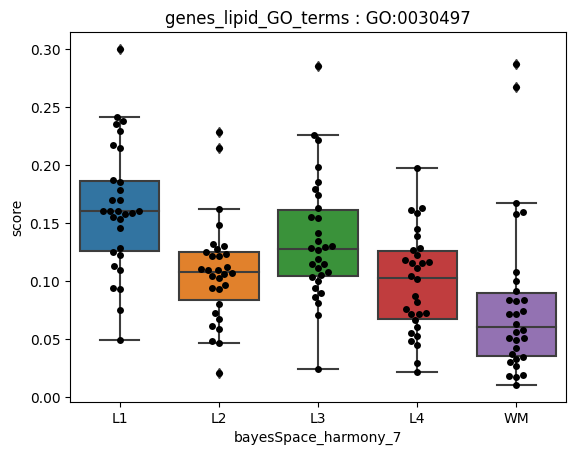 genes_lipid_GO_terms : GO:0030497
0.30
0.25
0.20
0.15
0.10
0.05
0.00
score
L1 L2 L3 L4 WM
bayesSpace_harmony_7